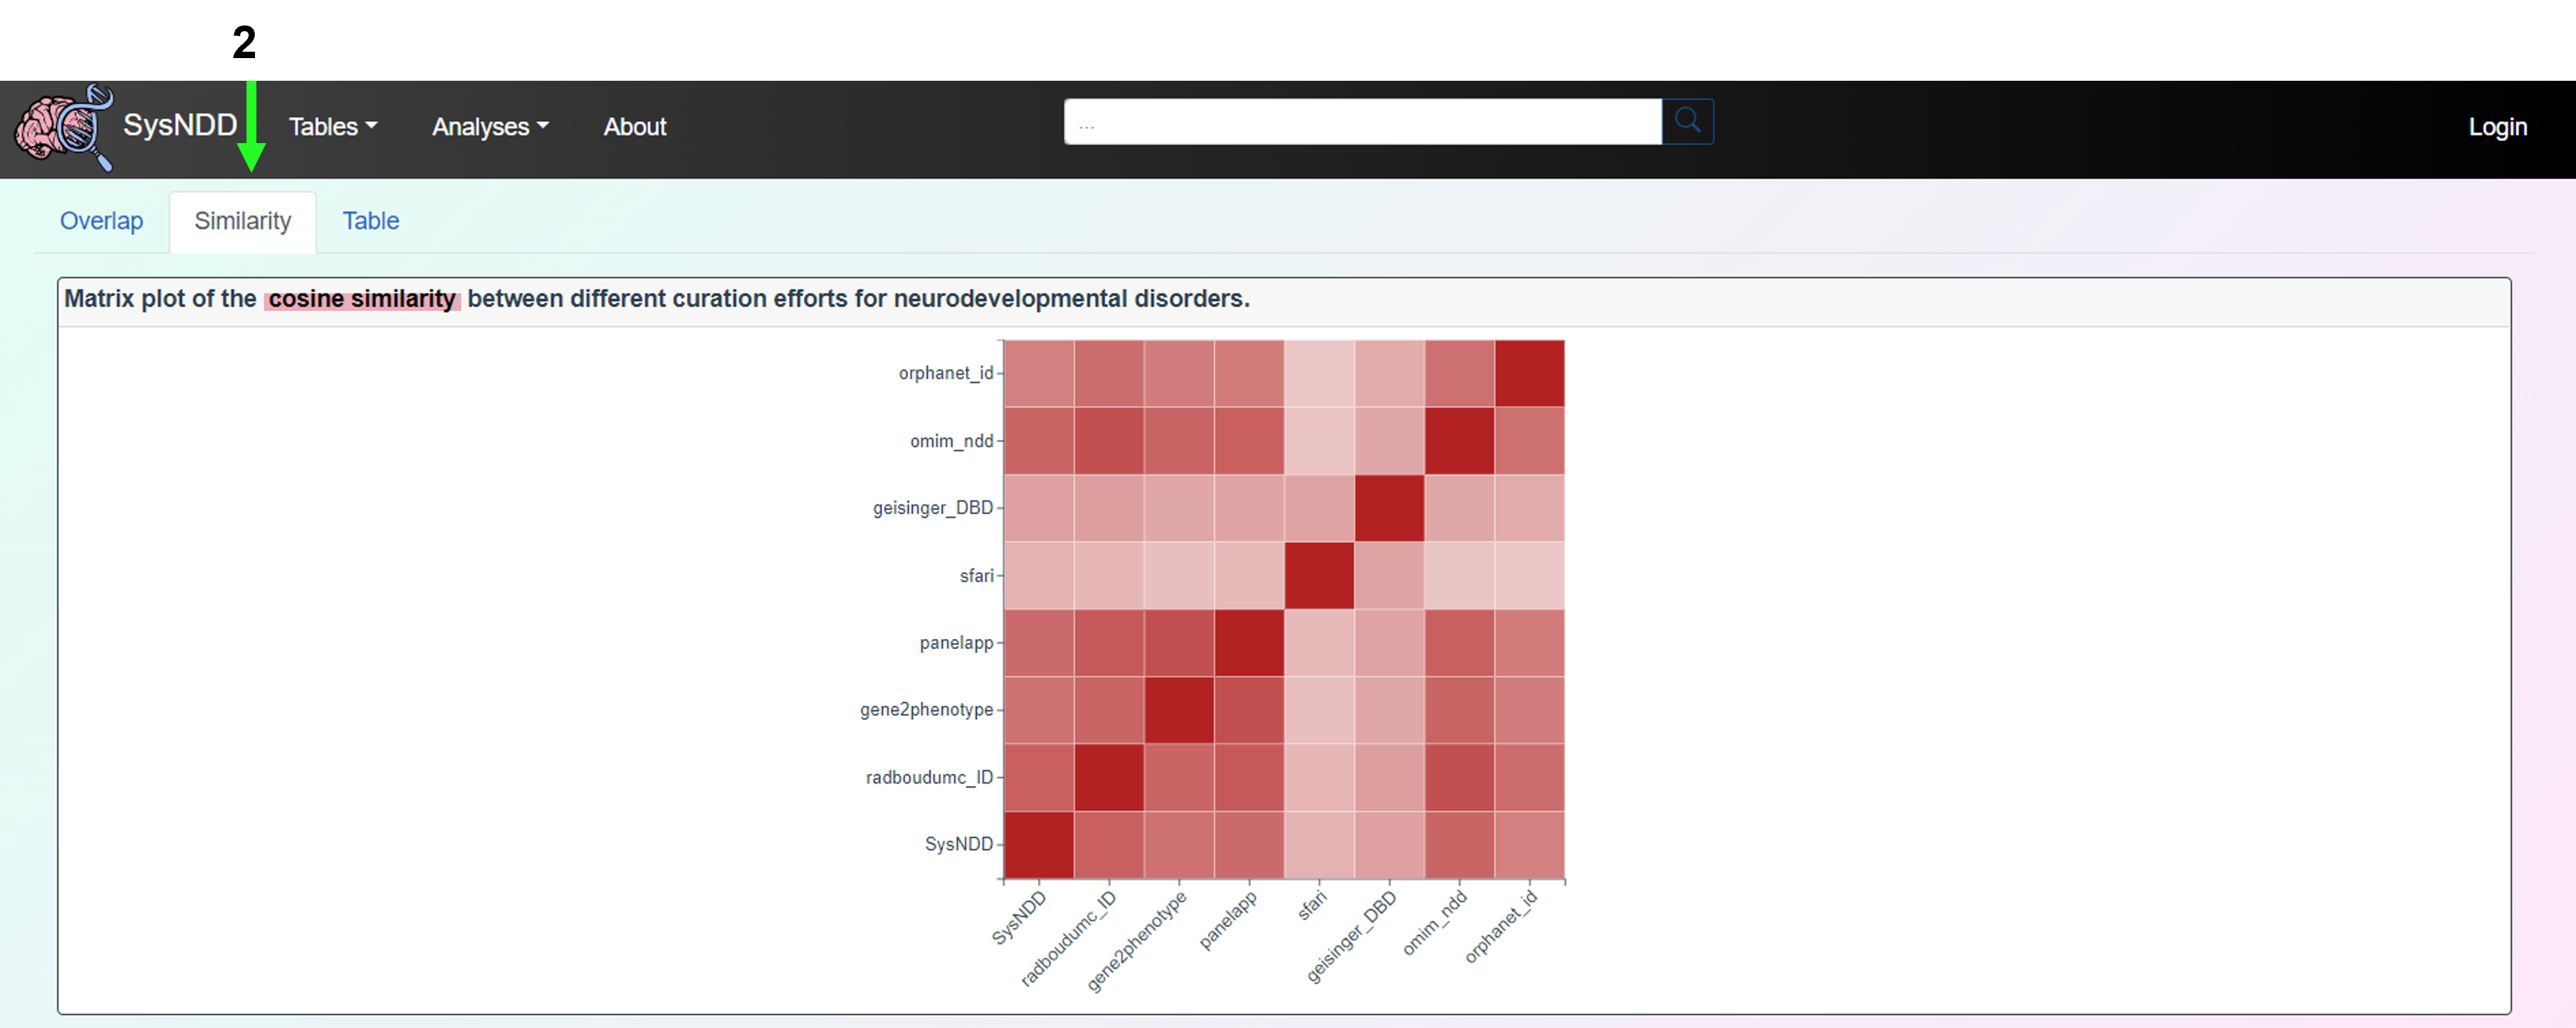 2
SysNDD Tables Analyses About ... Login
Overlap Similarity Table
Matrix plot of the cosine similarity between different curation efforts for neurodevelopmental disorders.
orphanet_id
omim_ndd
geisinger_DBD
sfari
panelapp
gene2phenotype
radboudumc_ID
SysNDD
SysNDD radboudumc_ID gene2phenotype panelapp sfari geisinger_DBD omim_ndd orphanet_id